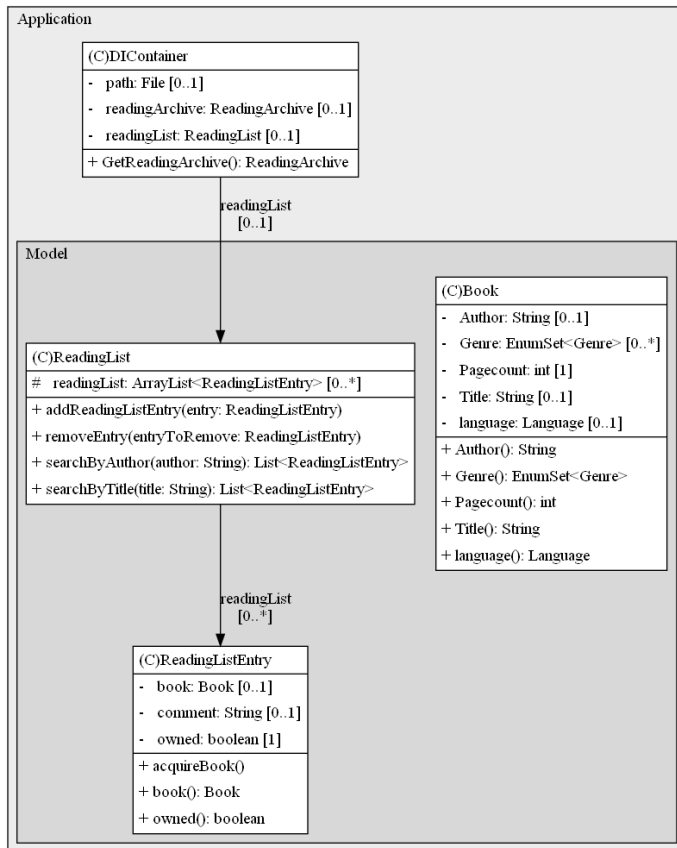 Application
(C)DIContainer
- path: File [0..1]
- readingArchive: ReadingArchive [0..1]
- readingList: ReadingList [0..1]
+ GetReadingArchive(): ReadingArchive
readingList
[0..1]
Model
(C)Book
- Author: String [0..1]
- Genre: EnumSet<Genre> [0..*]
- Pagecount: int [1]
- Title: String [0..1]
- language: Language [0..1]
+ Author(): String
+ Genre(): EnumSet<Genre>
+ Pagecount(): int
+ Title(): String
+ language(): Language
(C)ReadingList
# readingList: ArrayList<ReadingListEntry> [0..*]
+ addReadingListEntry(entry: ReadingListEntry)
+ removeEntry(entryToRemove: ReadingListEntry)
+ searchByAuthor(author: String): List<ReadingListEntry>
+ searchByTitle(title: String): List<ReadingListEntry>
readingList
[0..*]
(C)ReadingListEntry
- book: Book [0..1]
- comment: String [0..1]
- owned: boolean [1]
+ acquireBook()
+ book(): Book
+ owned(): boolean